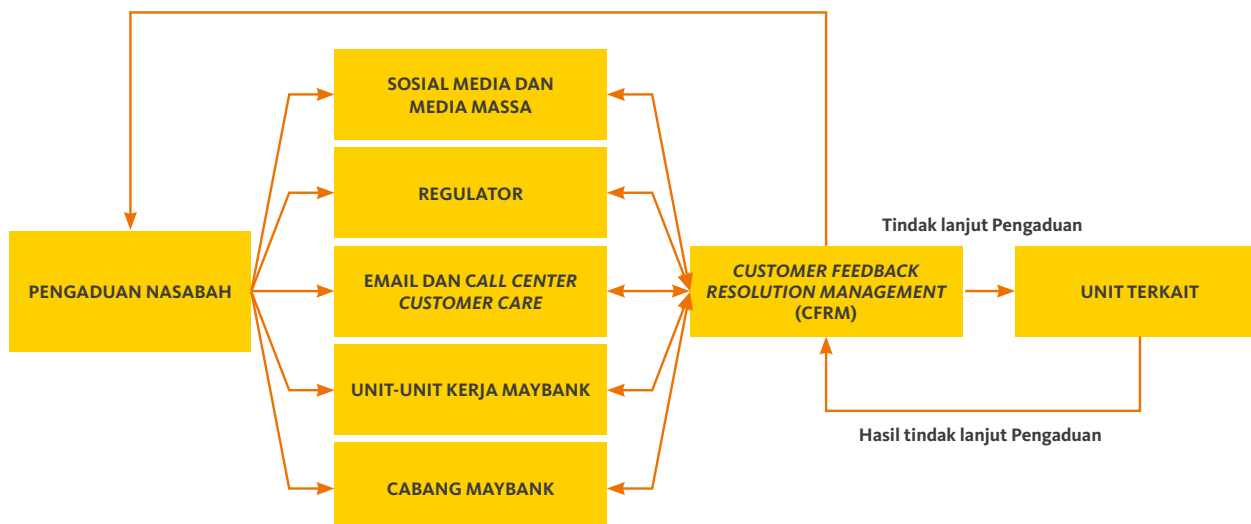 SOSIAL MEDIA DAN
MEDIA MASSA
REGULATOR
EMAIL DAN CALL CENTER
CUSTOMER CARE
UNIT-UNIT KERJA MAYBANK
CABANG MAYBANK
PENGADUAN NASABAH
CUSTOMER FEEDBACK
RESOLUTION MANAGEMENT
(CFRM)
Tindak lanjut Pengaduan
UNIT TERKAIT
Hasil tindak lanjut Pengaduan